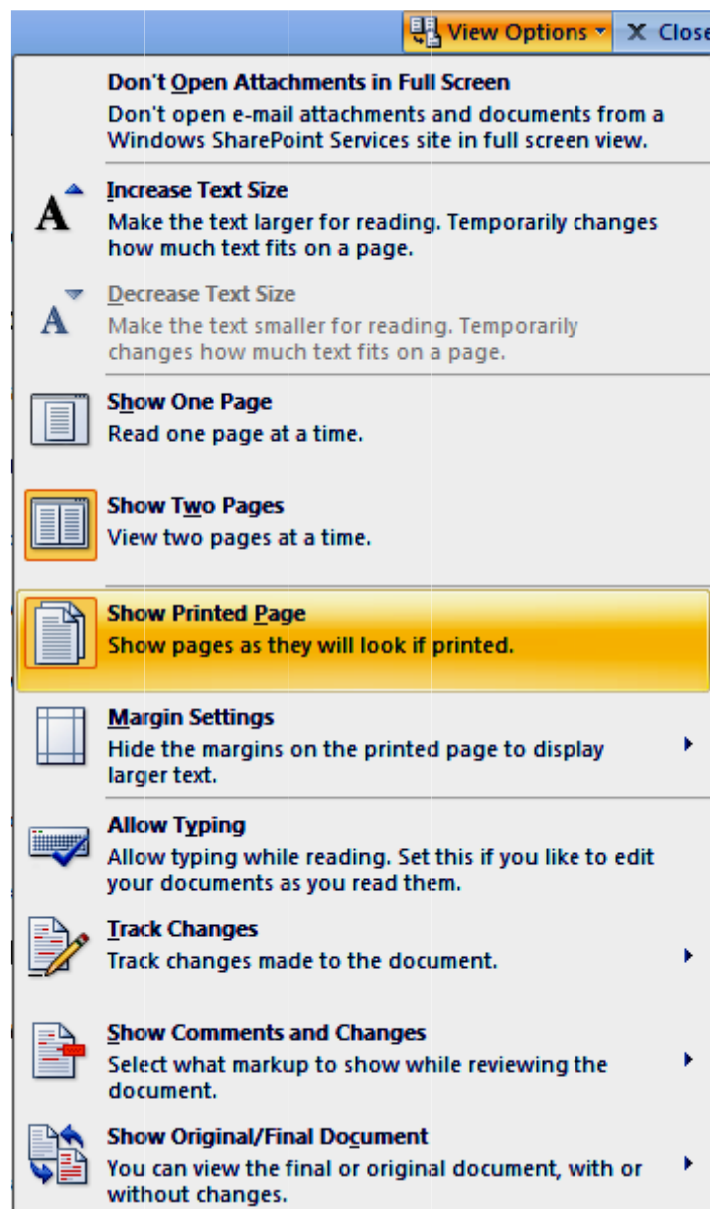 View Options X Close
Don't Open Attachments in Full Screen
Don't open e-mail attachments and documents from a
Windows SharePoint Services site in full screen view.
Increase Text Size
Make the text larger for reading. Temporarily changes
how much text fits on a page.
Decrease Text Size
Make the text smaller for reading. Temporarily
changes how much text fits on a page.
Show One Page
Read one page at a time.
Show Two Pages
View two pages at a time.
Show Printed Page
Show pages as they will look if printed.
Margin Settings
Hide the margins on the printed page to display
larger text.
Allow Typing
Allow typing while reading. Set this if you like to edit
your documents as you read them.
Track Changes
Track changes made to the document.
Show Comments and Changes
Select what markup to show while reviewing the
document.
Show Original/Final Document
You can view the final or original document, with or
without changes.